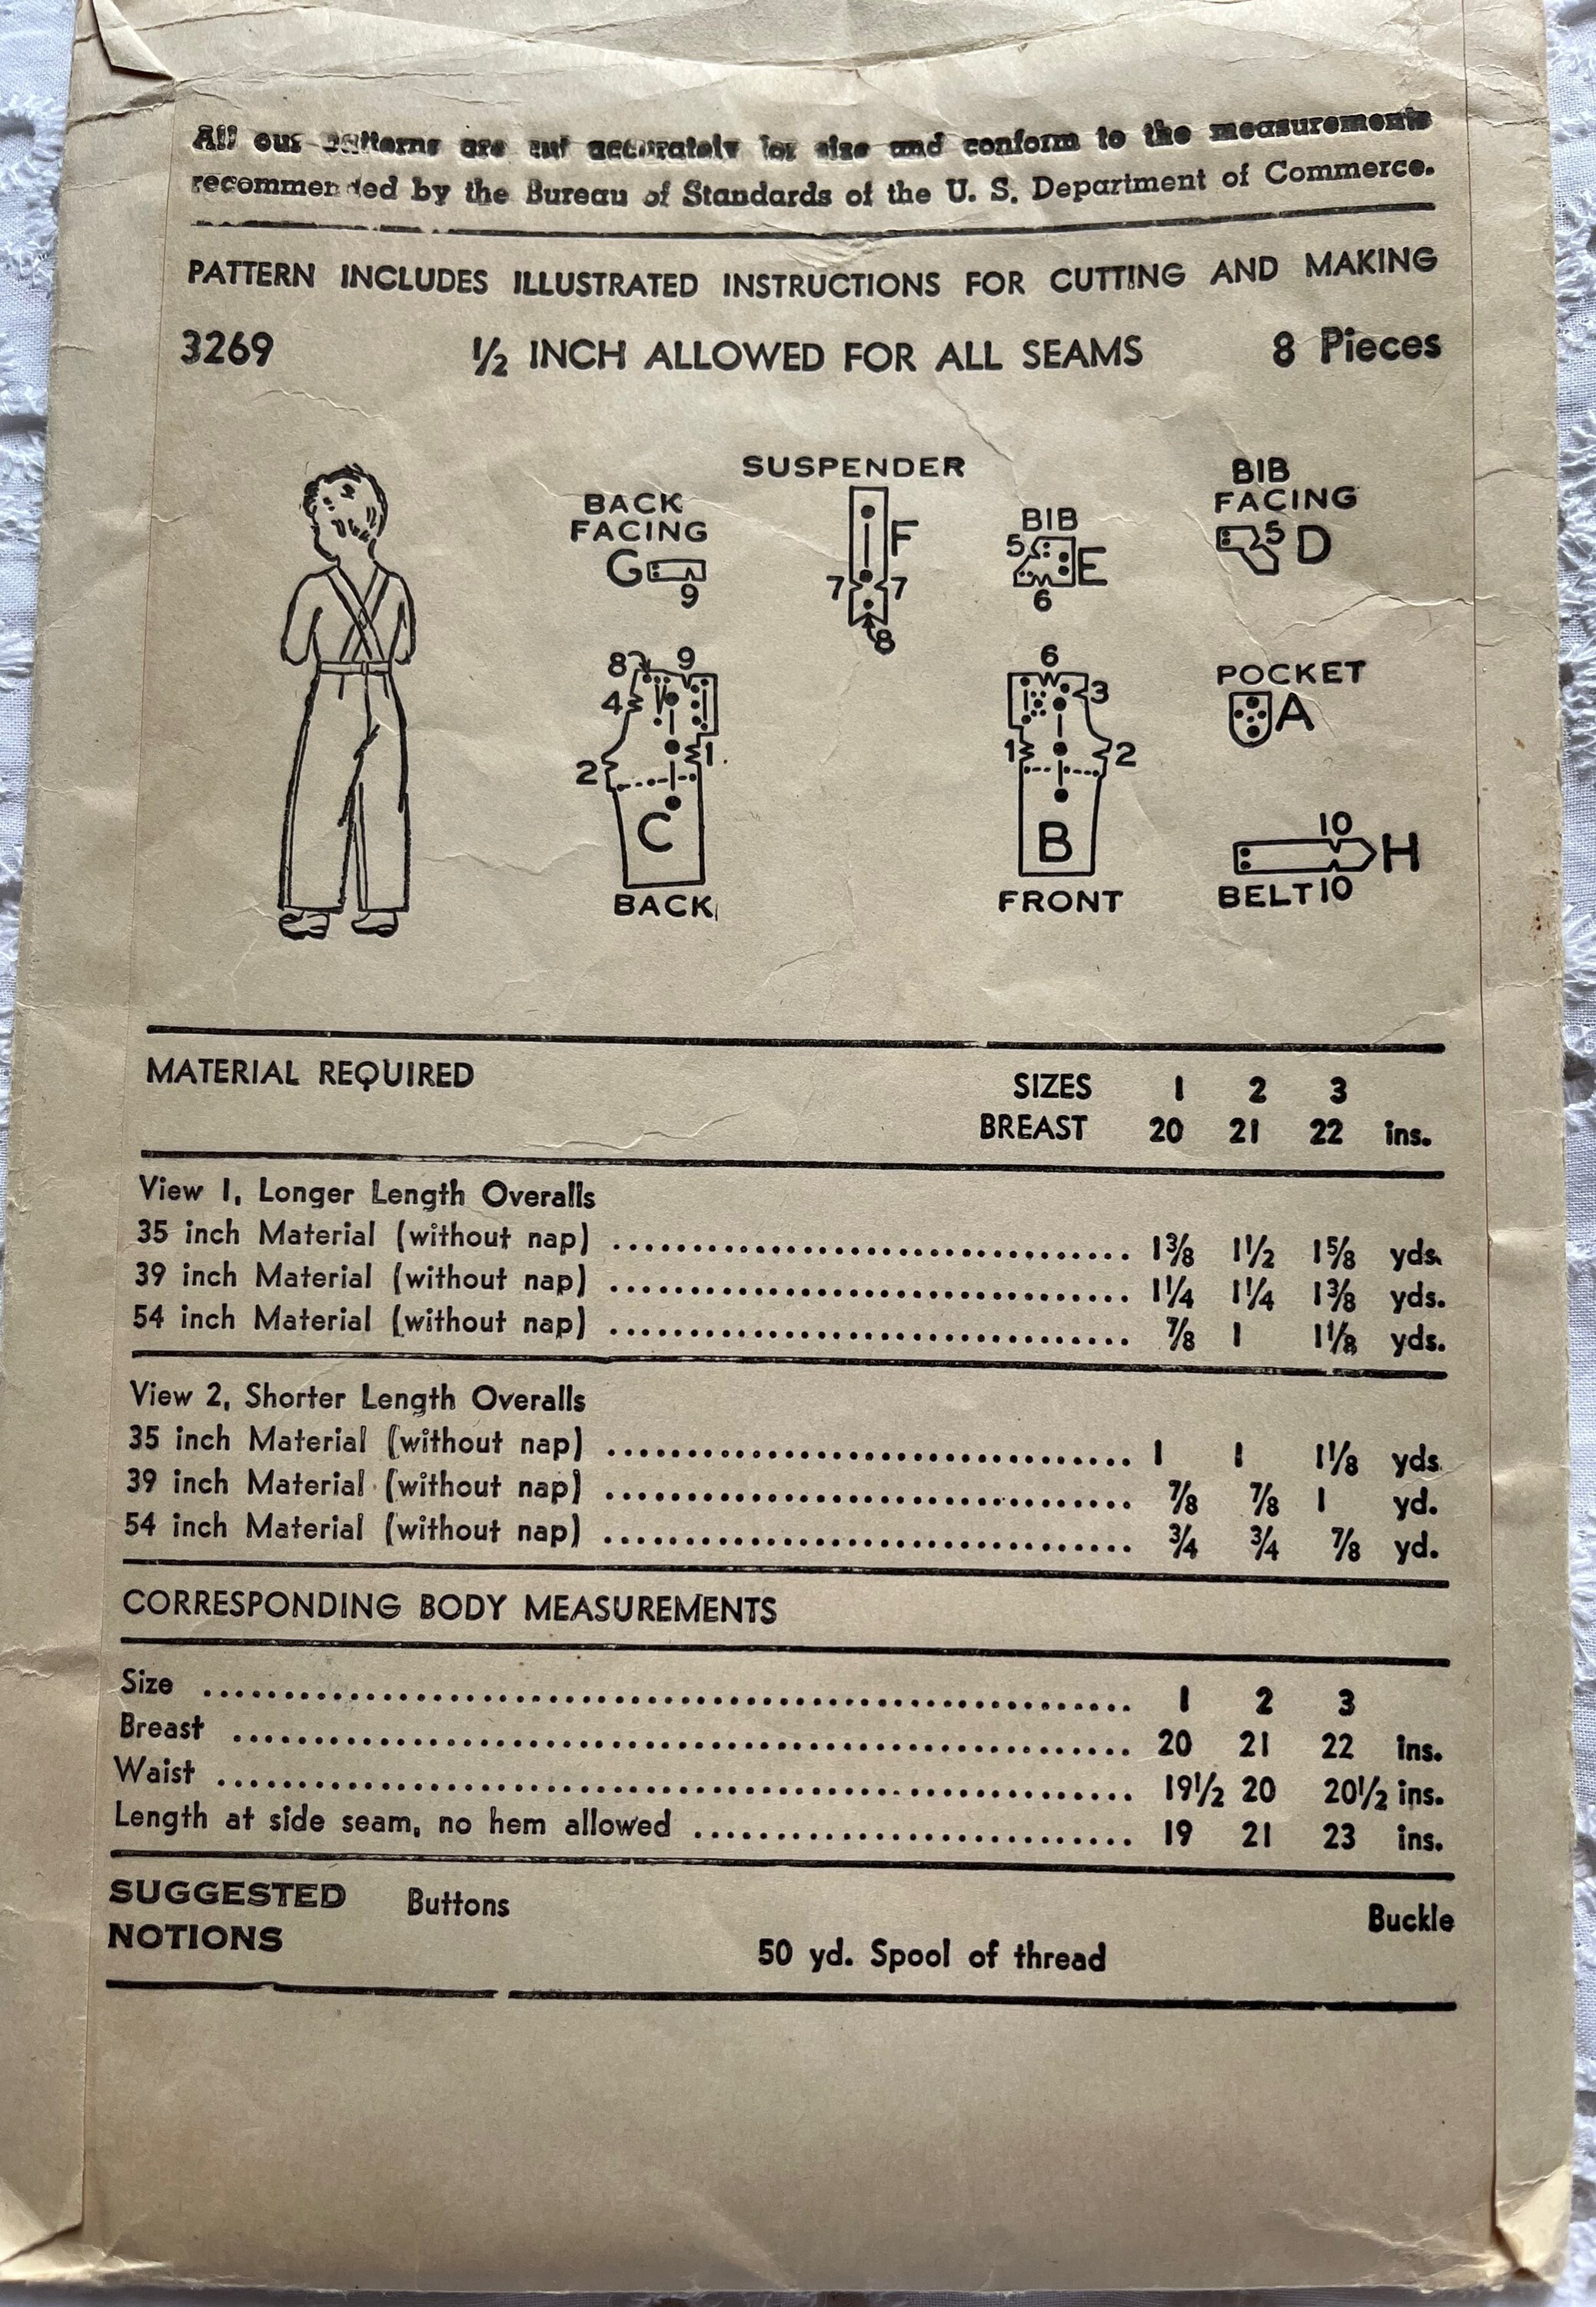 All our patterns are cut accurately for size and conform to the measurements
recommended by the Bureau of Standards of the U. S. Department of Commerce.
PATTERN INCLUDES ILLUSTRATED INSTRUCTIONS FOR CUTTING AND MAKING
3269 ½ INCH ALLOWED FOR ALL SEAMS 8 Pieces
SUSPENDER
F
7 7
8
BACK
FACING
G
9
BIB
5 E
6
BIB
FACING
5 D
8 9
4
2 1
C
BACK
6
3
1 2
B
FRONT
POCKET
A
10
H
BELT 10
MATERIAL REQUIRED SIZES 1 2 3
BREAST 20 21 22 ins.
View 1, Longer Length Overalls
35 inch Material (without nap) ........ 1⅜ 1½ 1⅝ yds.
39 inch Material (without nap) ........ 1¼ 1¼ 1⅜ yds.
54 inch Material (without nap) ........ ⅞ 1 1⅛ yds.
View 2, Shorter Length Overalls
35 inch Material (without nap) ........ 1 1 1⅛ yds.
39 inch Material (without nap) ........ ⅞ ⅞ 1 yd.
54 inch Material (without nap) ........ ¾ ¾ ⅞ yd.
CORRESPONDING BODY MEASUREMENTS
Size ........ 1 2 3
Breast ........ 20 21 22 ins.
Waist ........ 19½ 20 20½ ins.
Length at side seam, no hem allowed ........ 19 21 23 ins.
SUGGESTED NOTIONS Buttons Buckle
50 yd. Spool of thread